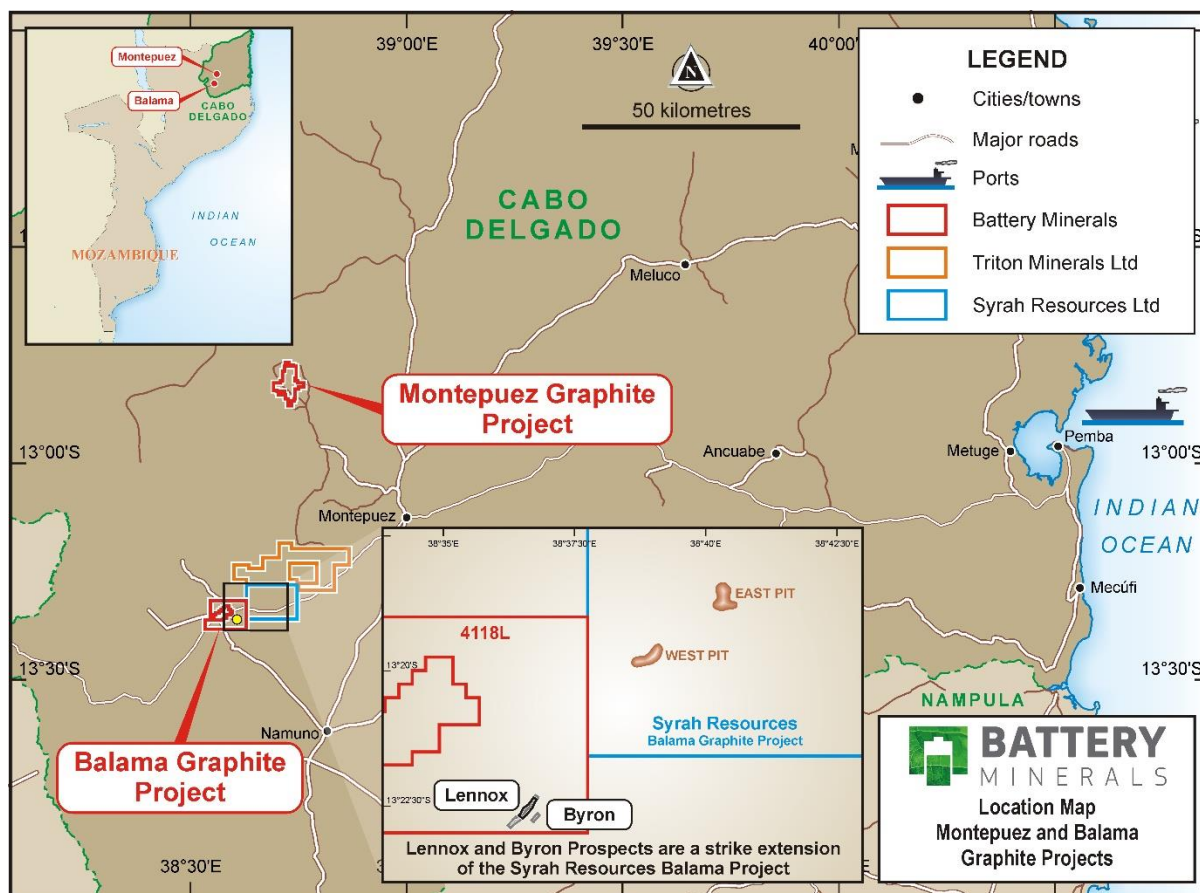 39°00'E
39°30'E
40°00'
Montepuez
Balama
CABO
DELGADO
INDIAN
OCEAN
MOZAMBIQUE
N
50 kilometres
LEGEND
Cities/towns
Major roads
Ports
Battery Minerals
Triton Minerals Ltd
Syrah Resources Ltd
CABO
DELGADO
Meluco
Montepuez Graphite
Project
Ancuabe
Metuge
Pemba
13°00'S
13°00'S
Montepuez
INDIAN
OCEAN
Mecúfi
38°35'E
38°37'30"E
38°40'E
38°42'30"E
EAST PIT
4118L
WEST PIT
13°20'S
13°30'S
13°30'S
NAMPULA
Syrah Resources
Balama Graphite Project
Namuno
Balama Graphite
Project
13°22'30"S
Lennox
Byron
Lennox and Byron Prospects are a strike extension
of the Syrah Resources Balama Project
BATTERY
MINERALS
Location Map
Montepuez and Balama
Graphite Projects
38°30'E